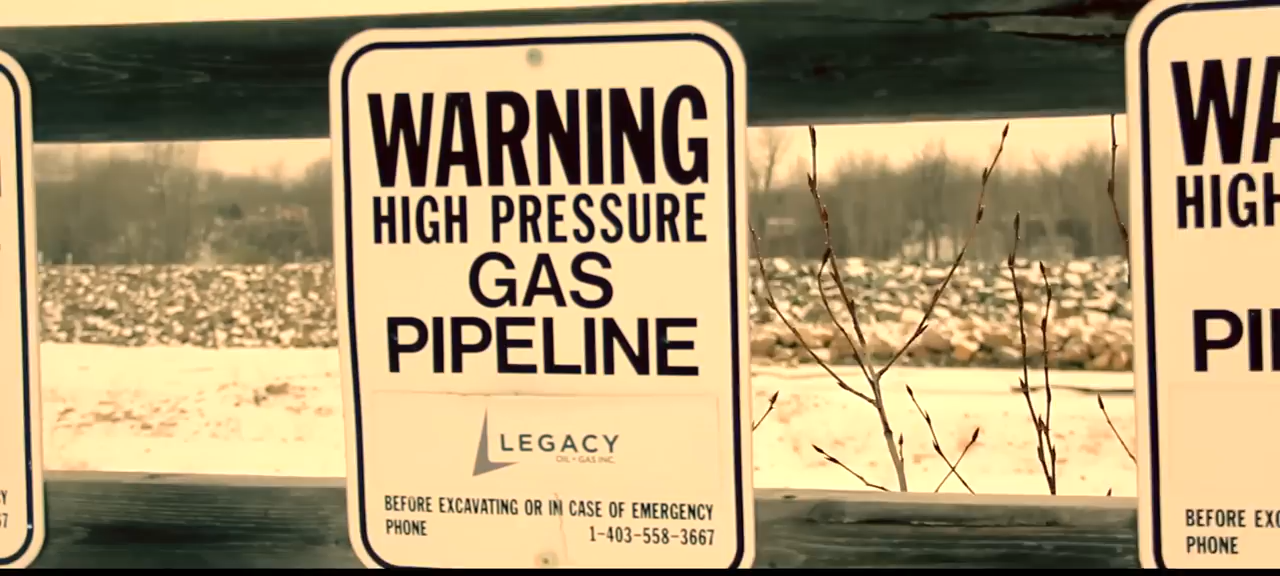 WARNING
HIGH PRESSURE
GAS
PIPELINE
LEGACY
OIL + GAS INC.
BEFORE EXCAVATING OR IN CASE OF EMERGENCY
PHONE 1-403-558-3667
WA
HIGH
PI
BEFORE EXC
PHONE
Y
67